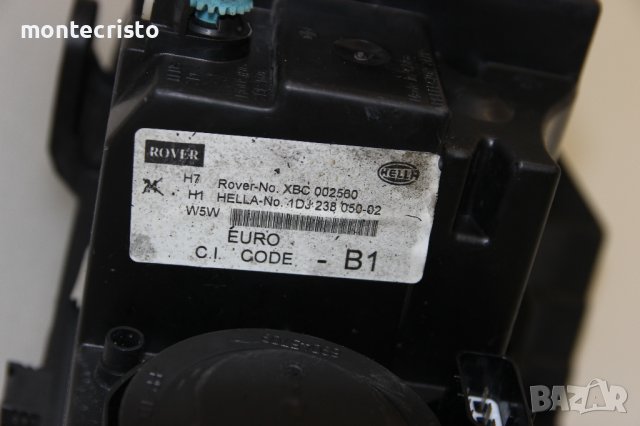 montecristo
ROVER
HELLA
H7 Rover-No. XBC 002560
H1 HELLA-No. 1DJ 238 050-02
W5W
EURO
C.I. CODE - B1
BAZAR